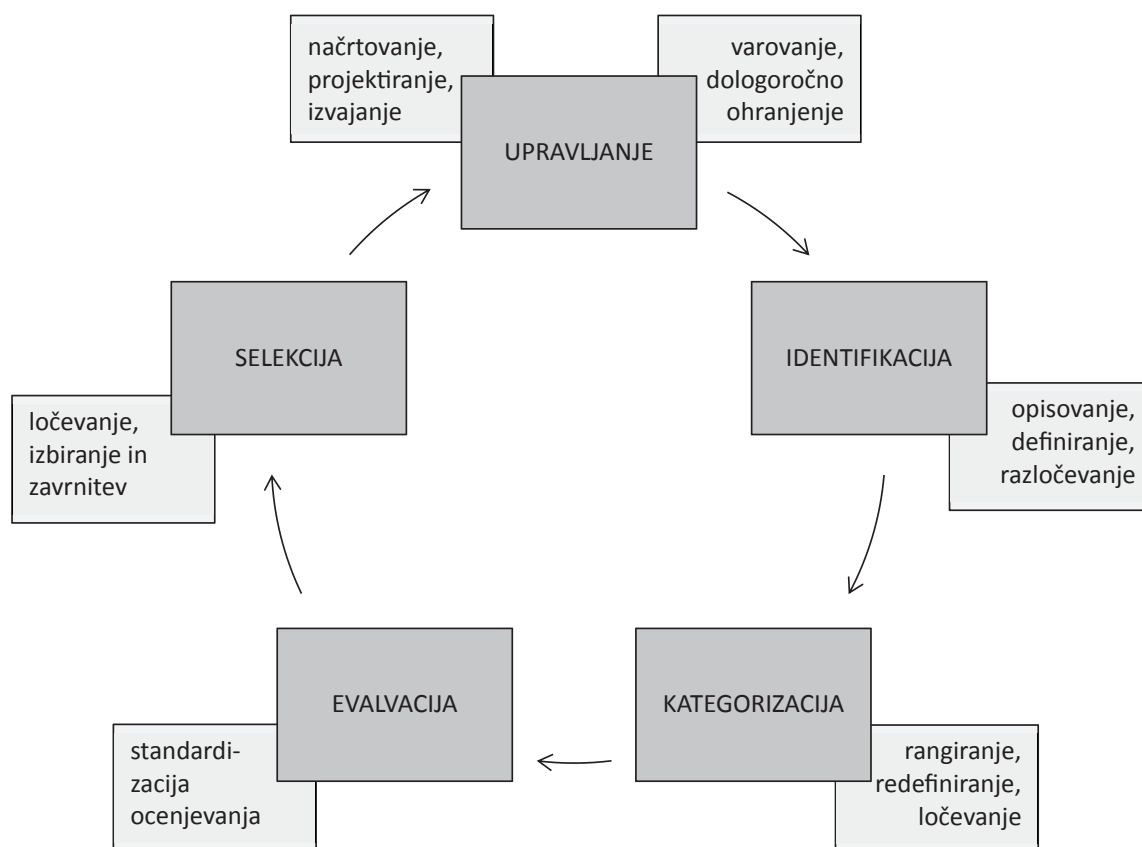 načrtovanje,
projektiranje,
izvajanje
varovanje,
dologoročno
ohranjenje
UPRAVLJANJE
SELEKCIJA
IDENTIFIKACIJA
ločevanje,
izbiranje in
zavrnitev
opisovanje,
definiranje,
razločevanje
EVALVACIJA
KATEGORIZACIJA
standardi-
zacija
ocenjevanja
rangiranje,
redefiniranje,
ločevanje